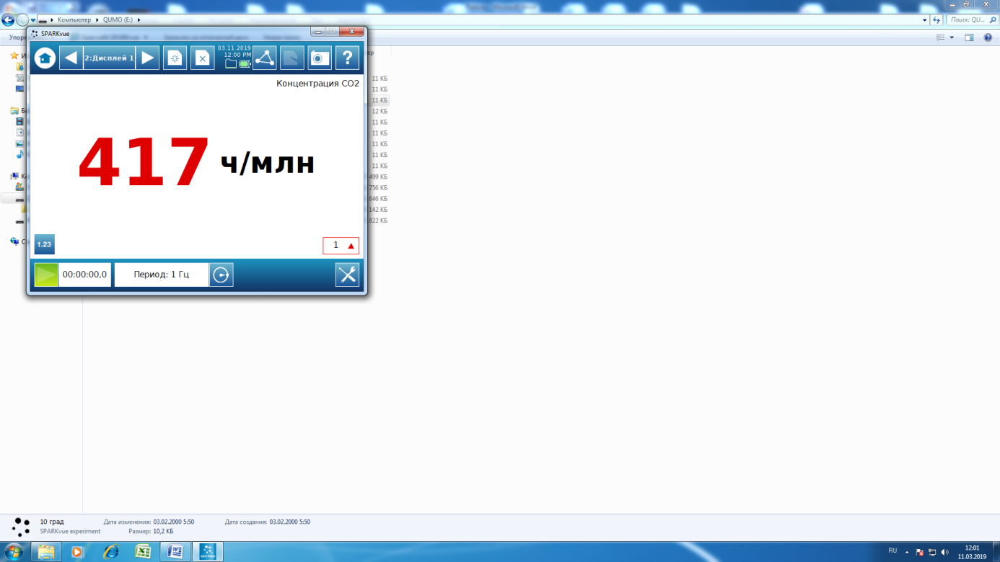 Компьютер
QUMO (E:)
Поиск: QU...
SPARKvue
2:Дисплей 1
03.11.2019
12:00 PM
?
Концентрация CO2
417 ч/млн
1.23
1
00:00:00,0
Период: 1 Гц
11 КБ
11 КБ
11 КБ
12 КБ
11 КБ
11 КБ
11 КБ
11 КБ
11 КБ
499 КБ
756 КБ
646 КБ
142 КБ
822 КБ
10 град
Дата изменения: 03.02.2000 5:50
Дата создания: 03.02.2000 5:50
SPARKvue experiment
Размер: 10,2 КБ
RU
12:01
11.03.2019